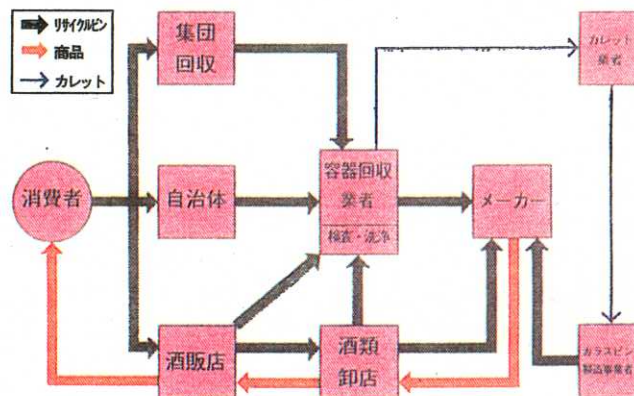 リサイクルビン
商品
カレット
集団
回収
カレット
業者
消費者
自治体
容器回収
業者
検査・洗浄
メーカー
酒販店
酒類
卸店
ガラスビン
製造事業者